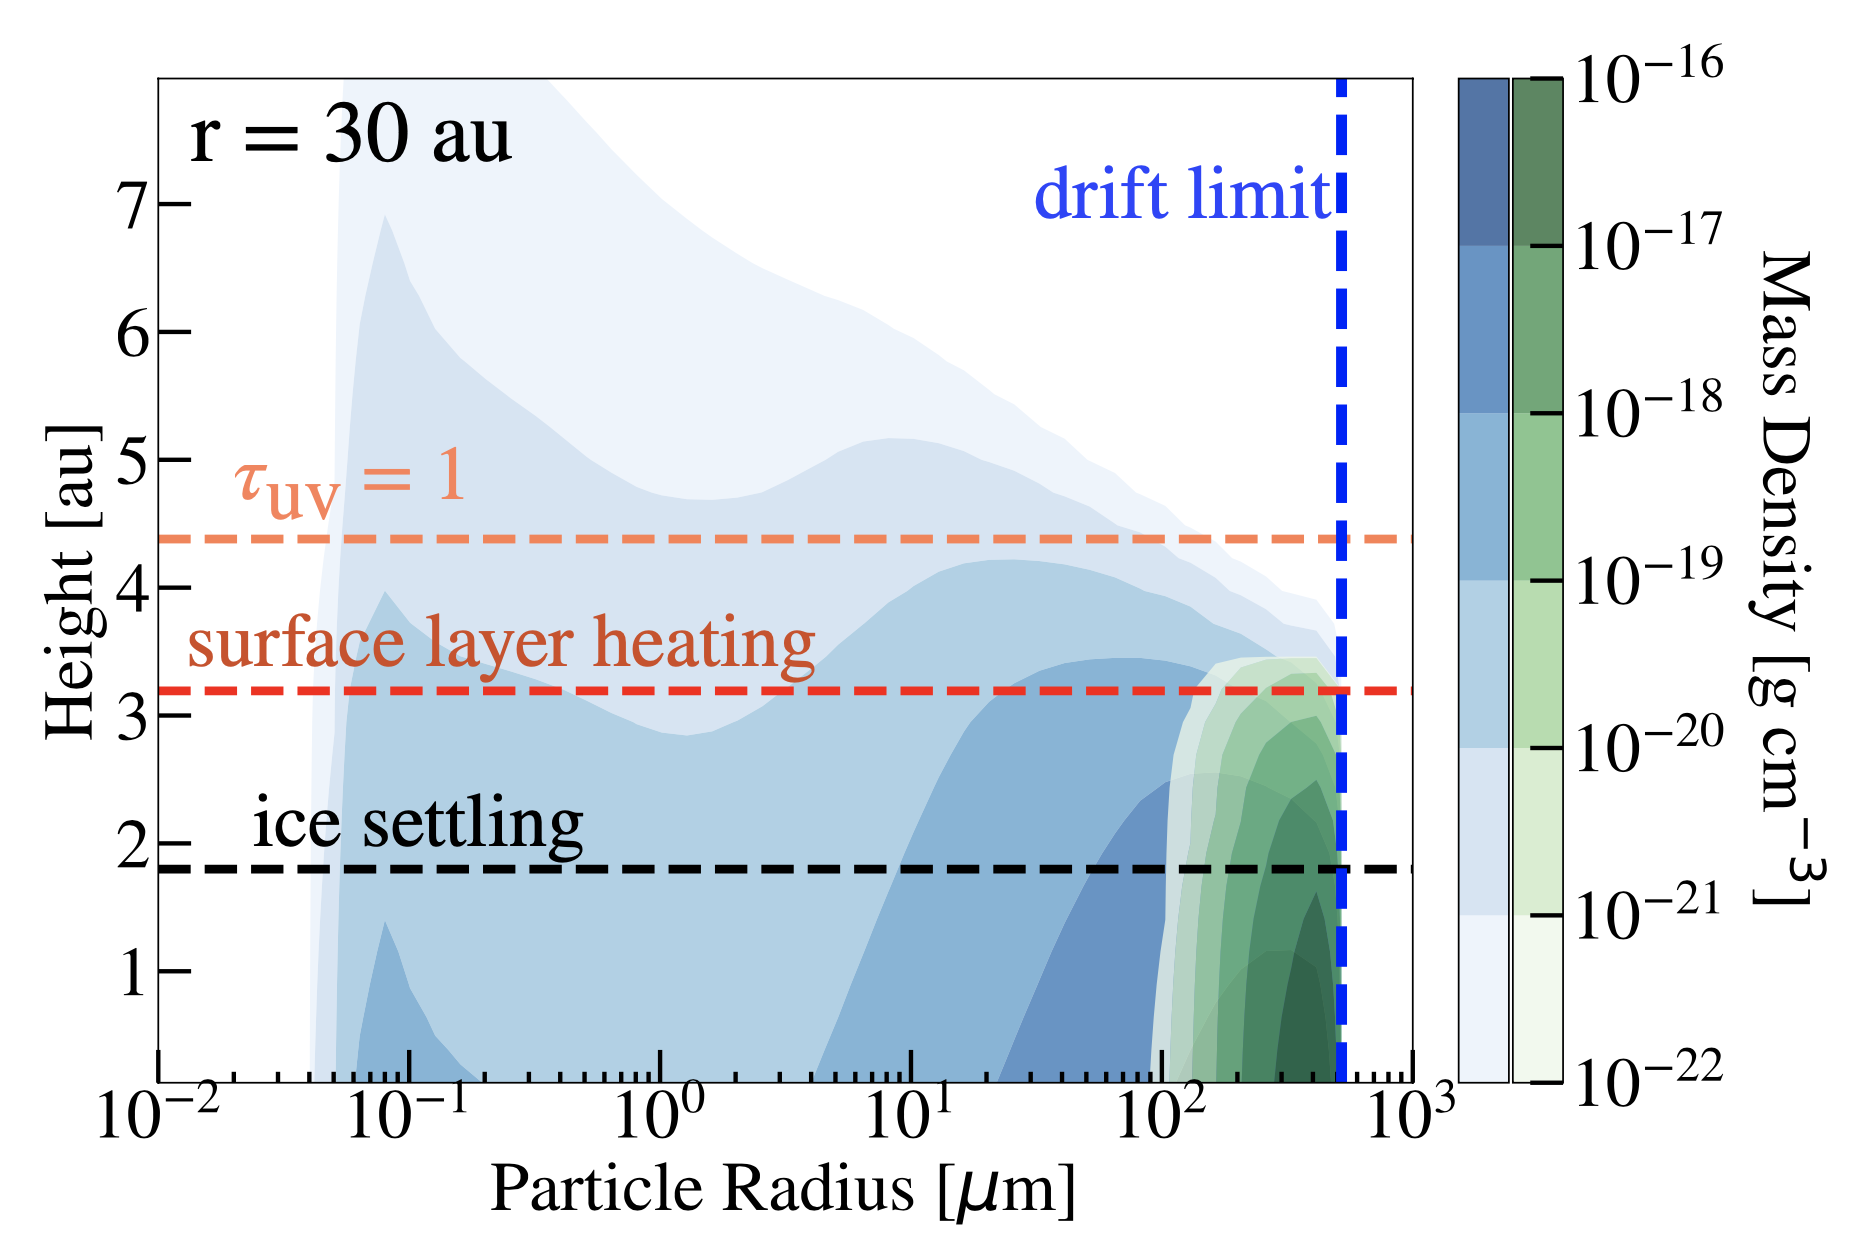 r = 30 au
drift limit
τuv = 1
surface layer heating
ice settling
Height [au]
7
6
5
4
3
2
1
10⁻² 10⁻¹ 10⁰ 10¹ 10² 10³
Particle Radius [μm]
10⁻¹⁶
10⁻¹⁷
10⁻¹⁸
10⁻¹⁹
10⁻²⁰
10⁻²¹
10⁻²²
Mass Density [g cm⁻³]